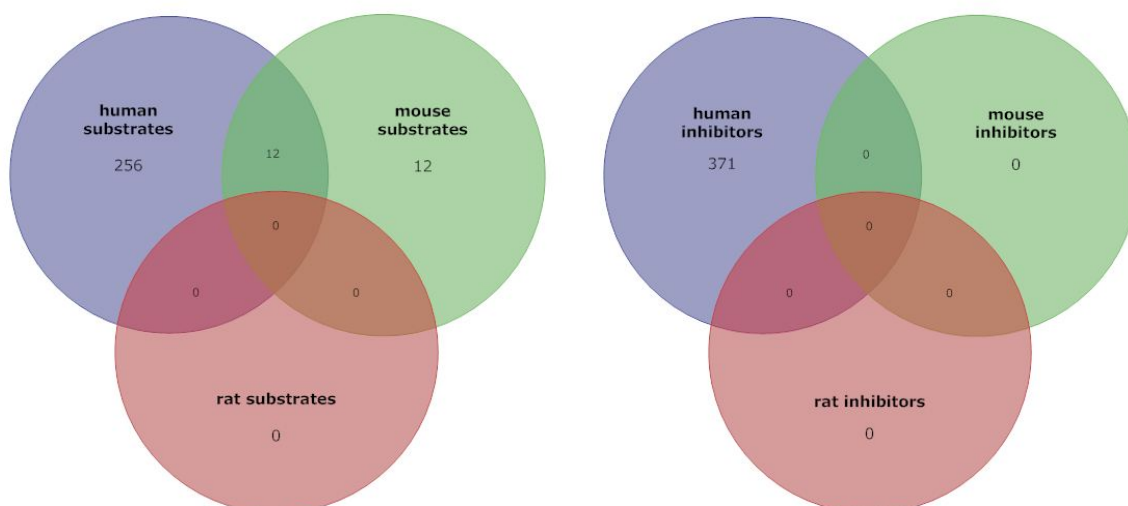 human
substrates
256
12
mouse
substrates
12
0
0
0
rat substrates
0
human
inhibitors
371
0
mouse
inhibitors
0
0
0
0
rat inhibitors
0